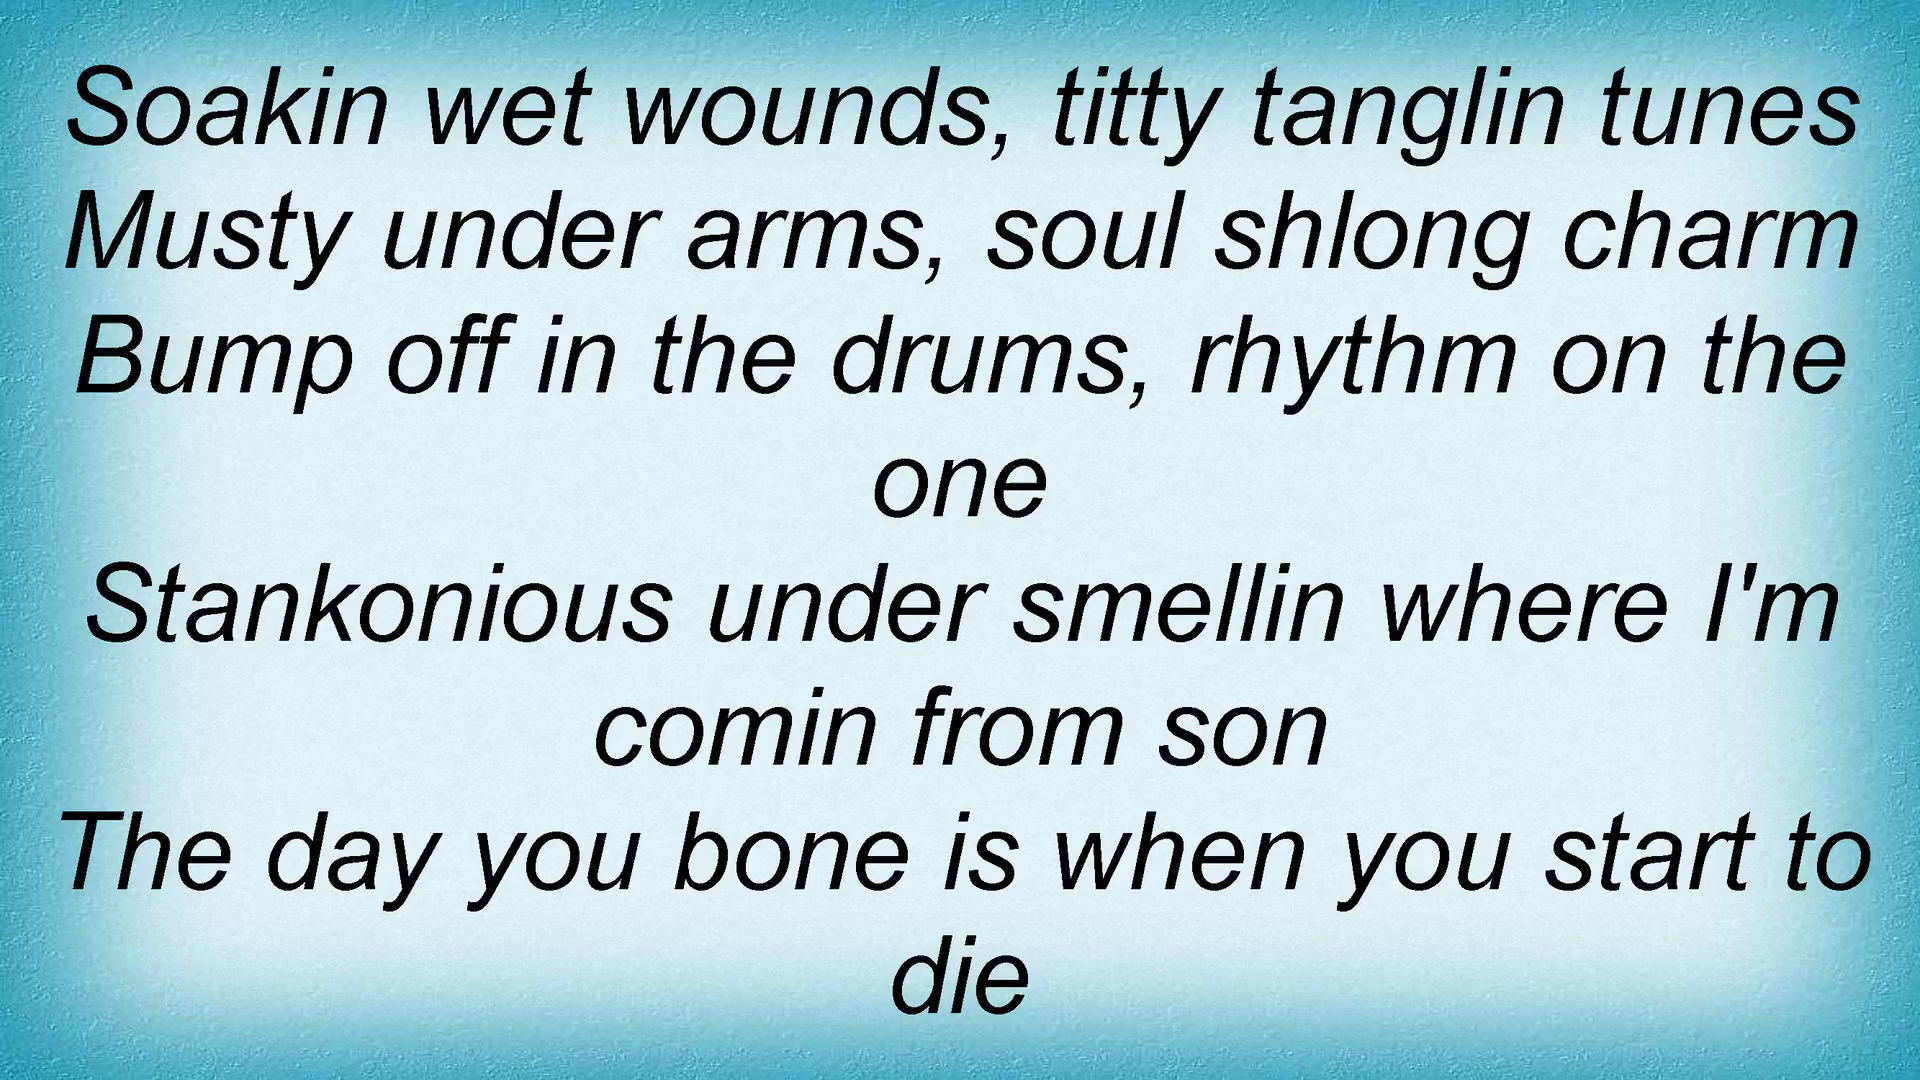 Soakin wet wounds, titty tanglin tunes
Musty under arms, soul shlong charm
Bump off in the drums, rhythm on the
one
Stankonious under smellin where I'm
comin from son
The day you bone is when you start to
die